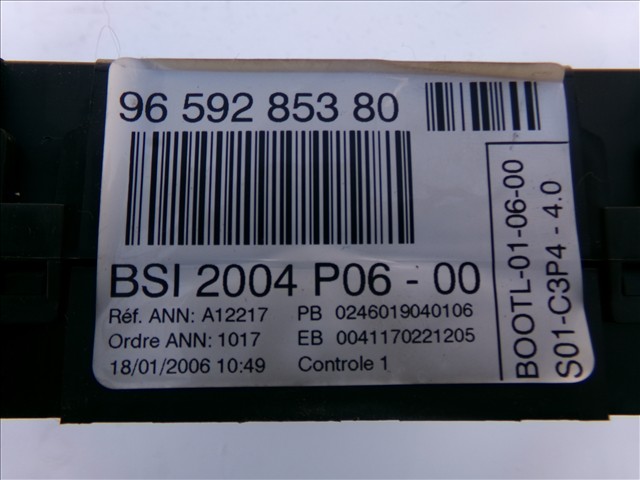 96 592 853 80
BSI 2004 P06 - 00
Réf. ANN: A12217 PB 0246019040106
Ordre ANN: 1017 EB 0041170221205
18/01/2006 10:49 Controle 1
BOOTL-01-06-00
S01-C3P4 - 4.0